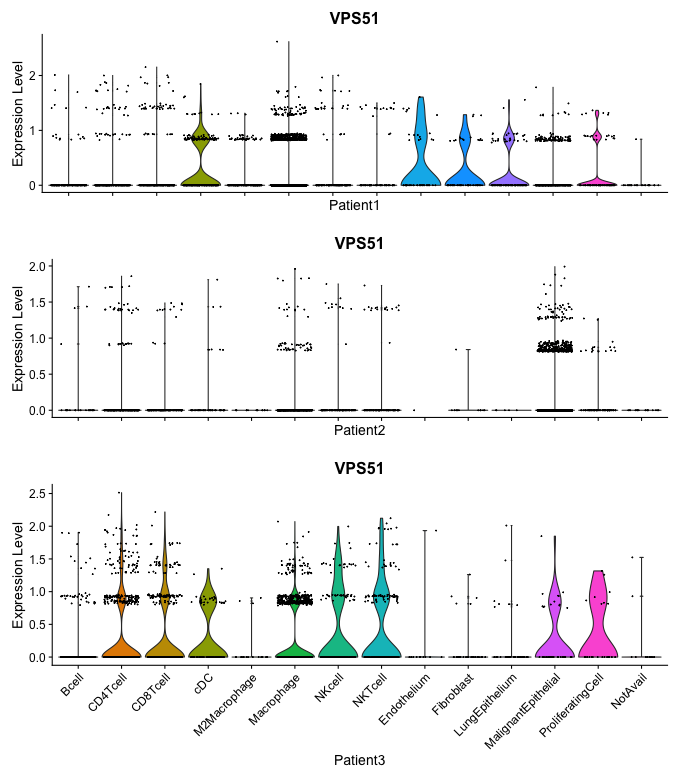 VPS51
Expression Level
2
1
0
Patient1
VPS51
Expression Level
2.0
1.5
1.0
0.5
0.0
Patient2
VPS51
Expression Level
2.5
2.0
1.5
1.0
0.5
0.0
Bcell
CD4Tcell
CD8Tcell
cDC
M2Macrophage
Macrophage
NKcell
NKTcell
Endothelium
Fibroblast
LungEpithelium
MalignantEpithelial
ProliferatingCell
NotAvail
Patient3